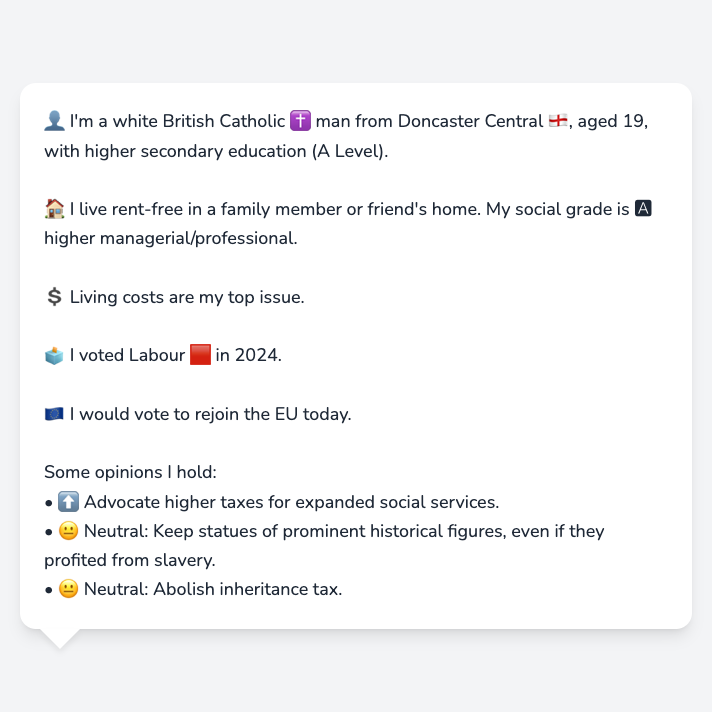 👤 I'm a white British Catholic ✝️ man from Doncaster Central 🏴󠁧󠁢󠁥󠁮󠁧󠁿, aged 19,
with higher secondary education (A Level).
🏠 I live rent-free in a family member or friend's home. My social grade is 🅰
higher managerial/professional.
💲 Living costs are my top issue.
🗳️ I voted Labour 🟥 in 2024.
🇪🇺 I would vote to rejoin the EU today.
Some opinions I hold:
• ⬆️ Advocate higher taxes for expanded social services.
• 😐 Neutral: Keep statues of prominent historical figures, even if they
profited from slavery.
• 😐 Neutral: Abolish inheritance tax.